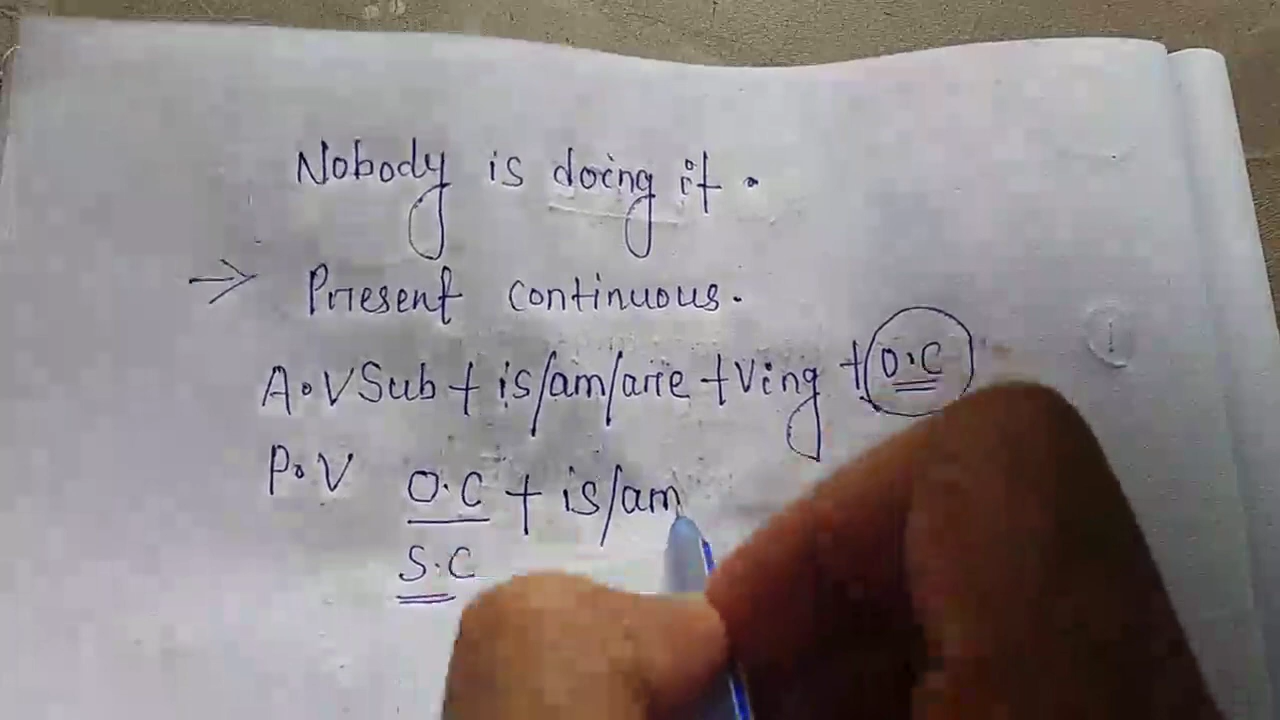 Nobody is doing it.
→ Present continuous.
A.V Sub + is/am/are + Ving + O.C
P.V O.C + is/am
S.C